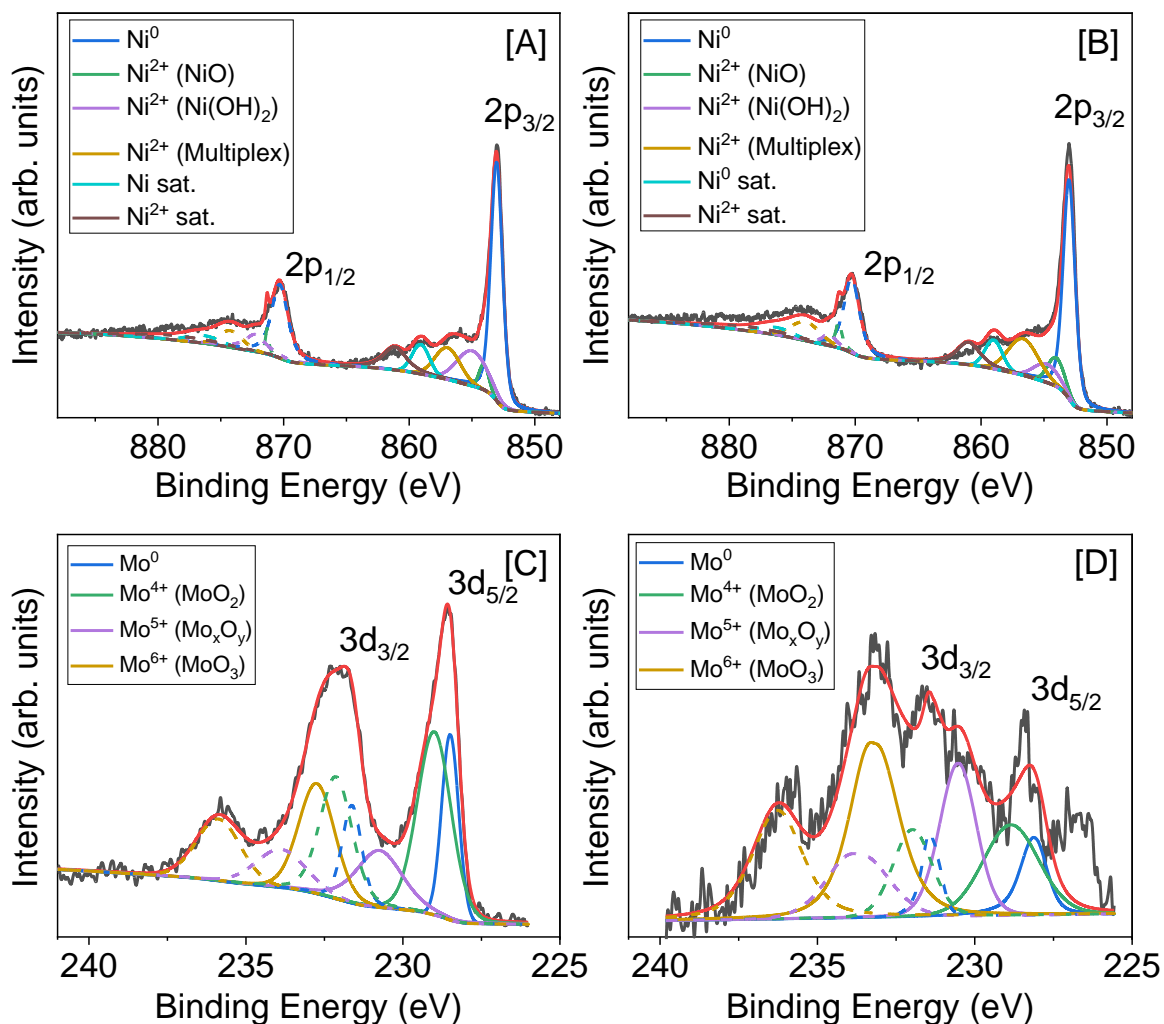 [A]
Ni⁰
Ni²⁺ (NiO)
Ni²⁺ (Ni(OH)₂)
Ni²⁺ (Multiplex)
Ni sat.
Ni²⁺ sat.
2p₃/₂
2p₁/₂
Intensity (arb. units)
880 870 860 850
Binding Energy (eV)
[B]
Ni⁰
Ni²⁺ (NiO)
Ni²⁺ (Ni(OH)₂)
Ni²⁺ (Multiplex)
Ni⁰ sat.
Ni²⁺ sat.
2p₃/₂
2p₁/₂
Intensity (arb. units)
880 870 860 850
Binding Energy (eV)
[C]
Mo⁰
Mo⁴⁺ (MoO₂)
Mo⁵⁺ (MoₓOᵧ)
Mo⁶⁺ (MoO₃)
3d₅/₂
3d₃/₂
Intensity (arb. units)
240 235 230 225
Binding Energy (eV)
[D]
Mo⁰
Mo⁴⁺ (MoO₂)
Mo⁵⁺ (MoₓOᵧ)
Mo⁶⁺ (MoO₃)
3d₃/₂
3d₅/₂
Intensity (arb. units)
240 235 230 225
Binding Energy (eV)